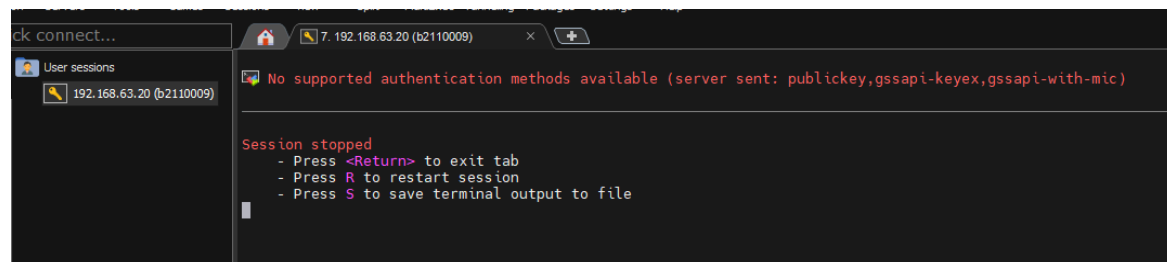 ck connect...
7. 192.168.63.20 (b2110009)
User sessions
192.168.63.20 (b2110009)
No supported authentication methods available (server sent: publickey,gssapi-keyex,gssapi-with-mic)
Session stopped
- Press <Return> to exit tab
- Press R to restart session
- Press S to save terminal output to file